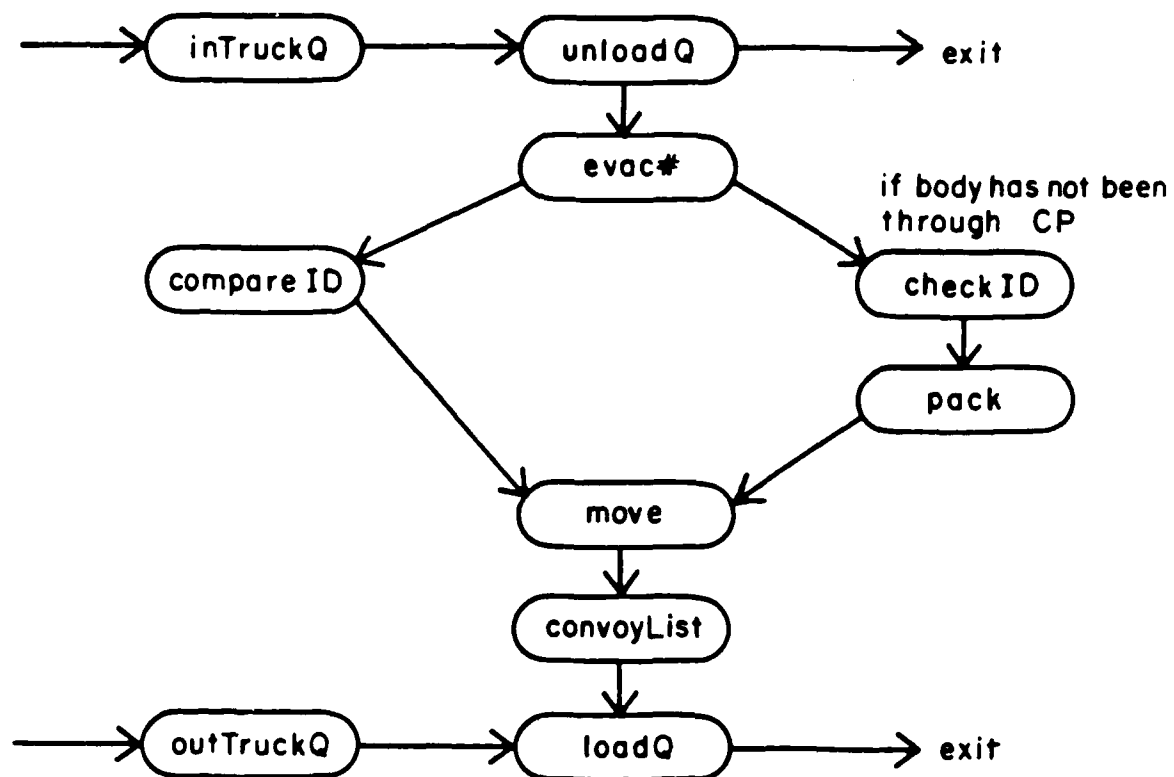 inTruckQ
unloadQ
exit
evac#
if body has not been
through CP
compare ID
check ID
pack
move
convoyList
outTruckQ
loadQ
exit